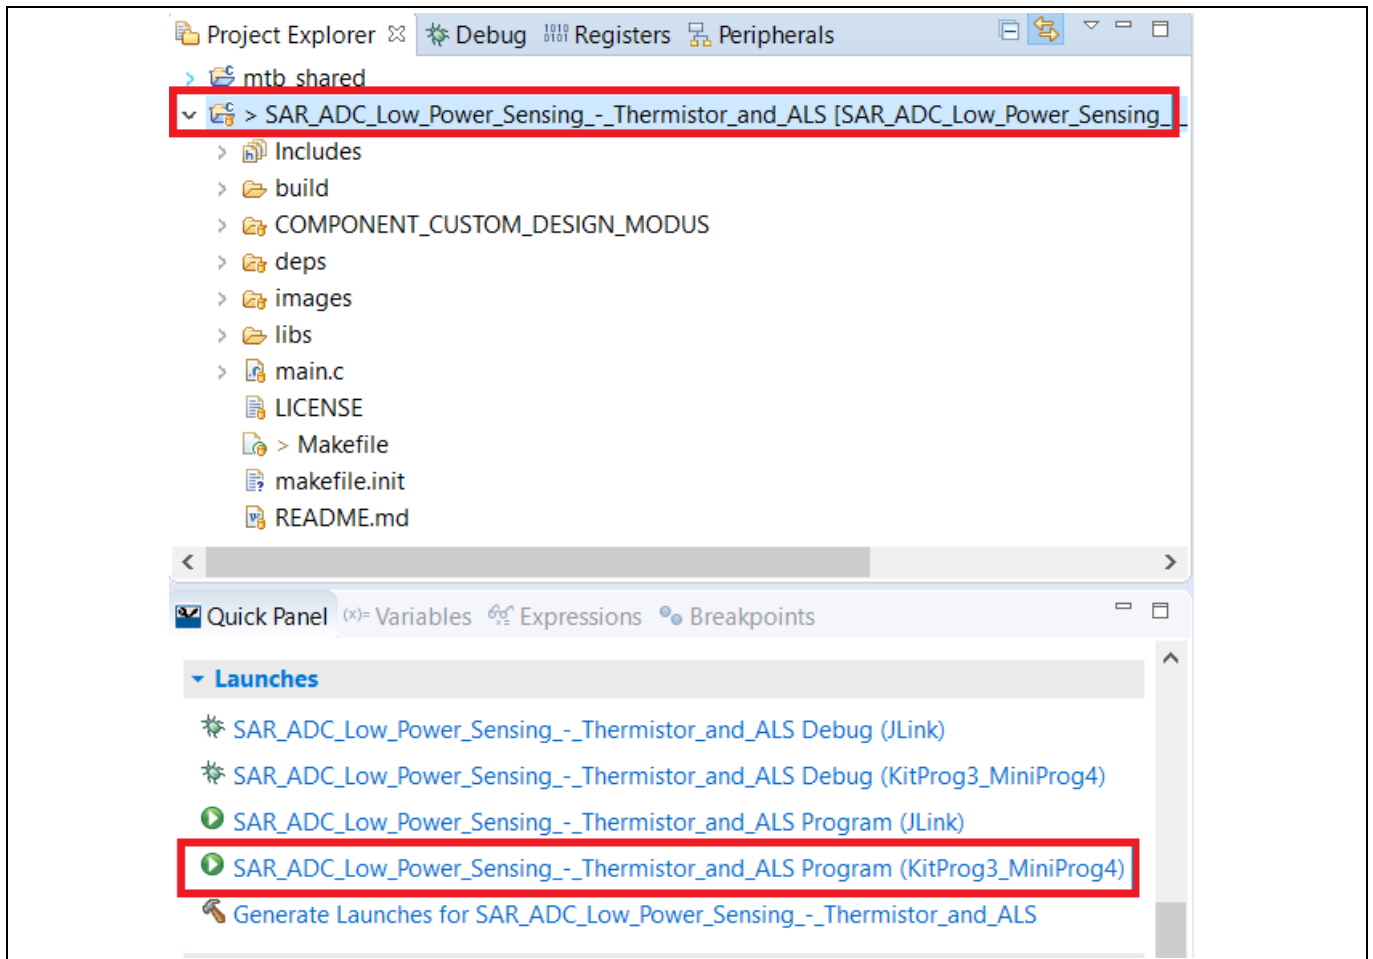 Project Explorer Debug Registers Peripherals
mtb_shared
> SAR_ADC_Low_Power_Sensing_-_Thermistor_and_ALS [SAR_ADC_Low_Power_Sensing_-_
Includes
build
COMPONENT_CUSTOM_DESIGN_MODUS
deps
images
libs
main.c
LICENSE
> Makefile
makefile.init
README.md
Quick Panel (x)= Variables Expressions Breakpoints
Launches
SAR_ADC_Low_Power_Sensing_-_Thermistor_and_ALS Debug (JLink)
SAR_ADC_Low_Power_Sensing_-_Thermistor_and_ALS Debug (KitProg3_MiniProg4)
SAR_ADC_Low_Power_Sensing_-_Thermistor_and_ALS Program (JLink)
SAR_ADC_Low_Power_Sensing_-_Thermistor_and_ALS Program (KitProg3_MiniProg4)
Generate Launches for SAR_ADC_Low_Power_Sensing_-_Thermistor_and_ALS